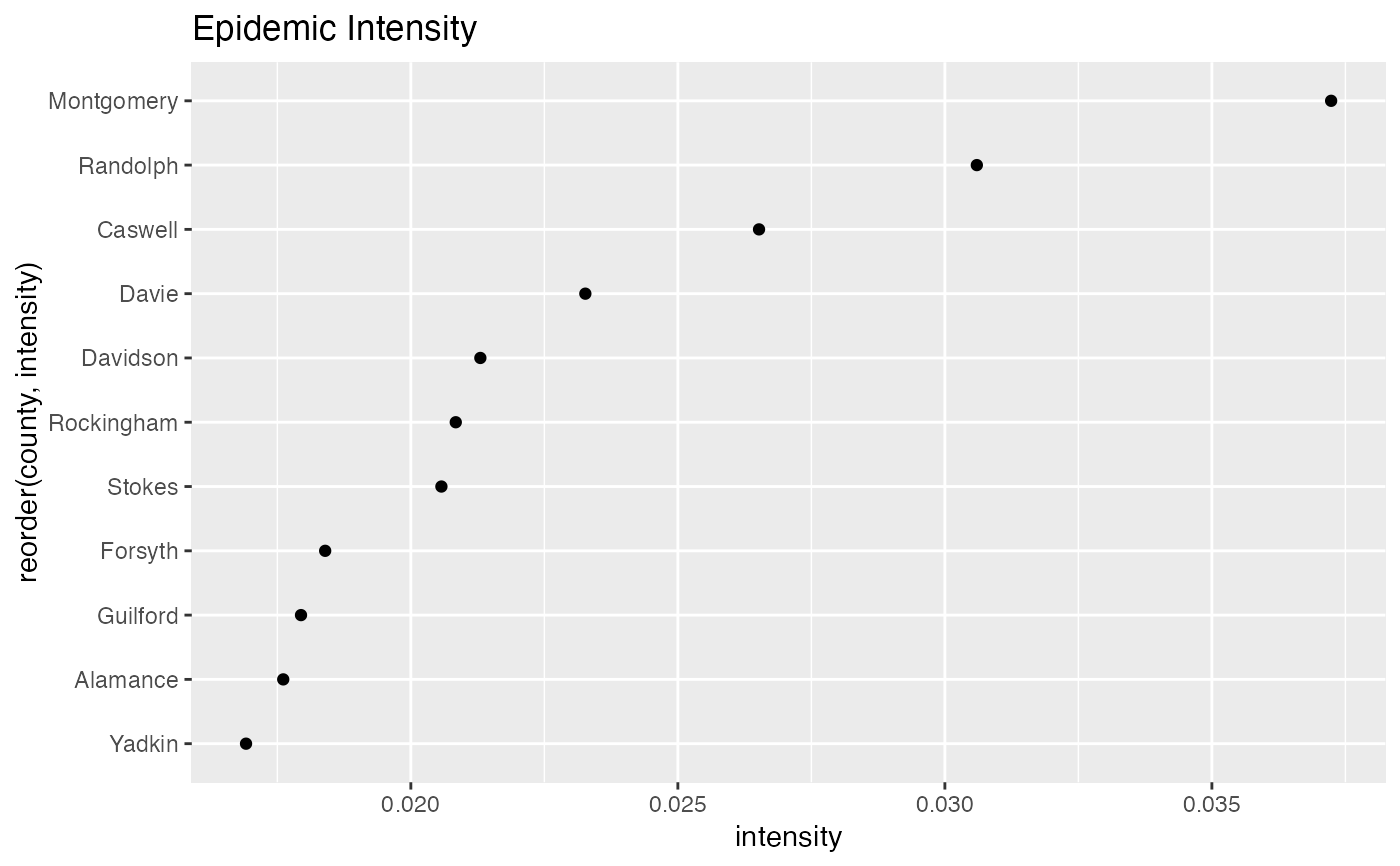 Epidemic Intensity
reorder(county, intensity)
Montgomery
Randolph
Caswell
Davie
Davidson
Rockingham
Stokes
Forsyth
Guilford
Alamance
Yadkin
0.020 0.025 0.030 0.035
intensity